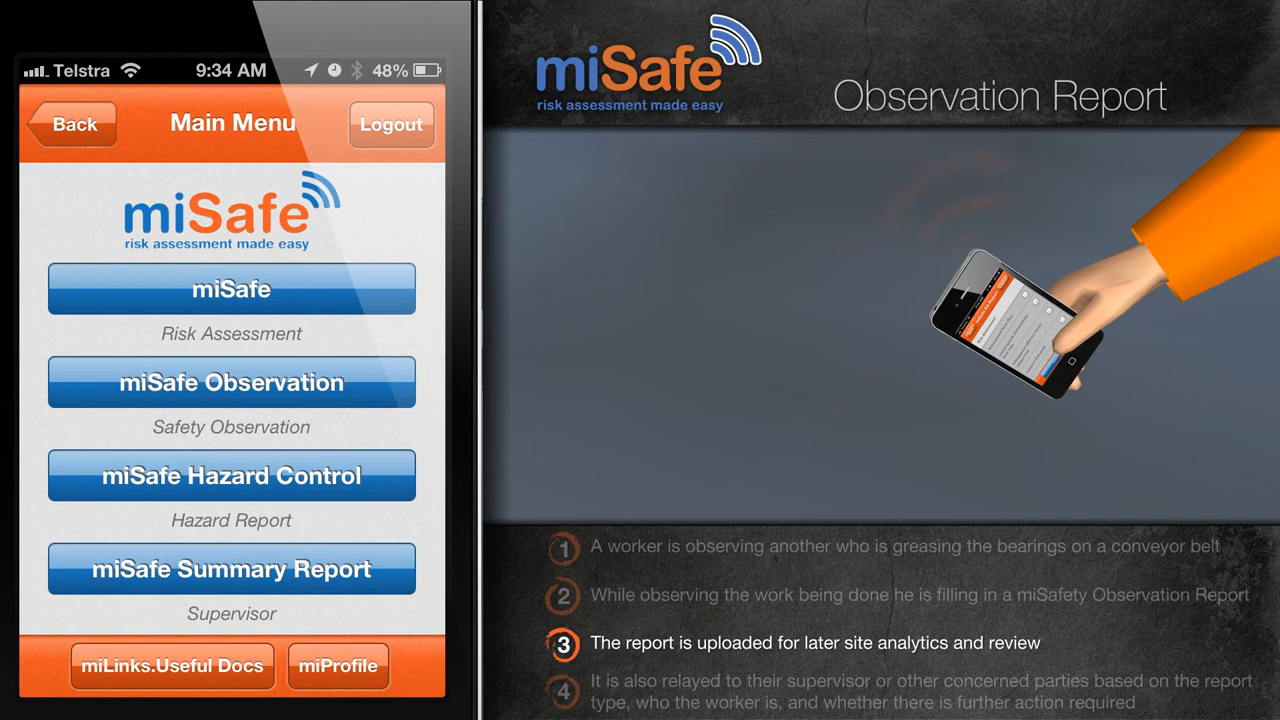 Telstra
9:34 AM
48%
Back
Main Menu
Logout
miSafe
risk assessment made easy
miSafe
Risk Assessment
miSafe Observation
Safety Observation
miSafe Hazard Control
Hazard Report
miSafe Summary Report
Supervisor
miLinks.Useful Docs
miProfile
miSafe
risk assessment made easy
Observation Report
1 A worker is observing another who is greasing the bearings on a conveyor belt
2 While observing the work being done he is filling in a miSafety Observation Report
3 The report is uploaded for later site analytics and review
4 It is also relayed to their supervisor or other concerned parties based on the report
type, who the worker is, and whether there is further action required